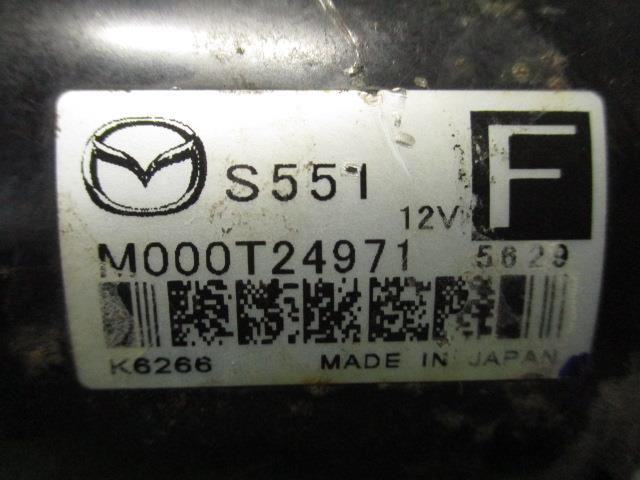 S551
12V F
M000T24971 5629
K6266 MADE IN JAPAN